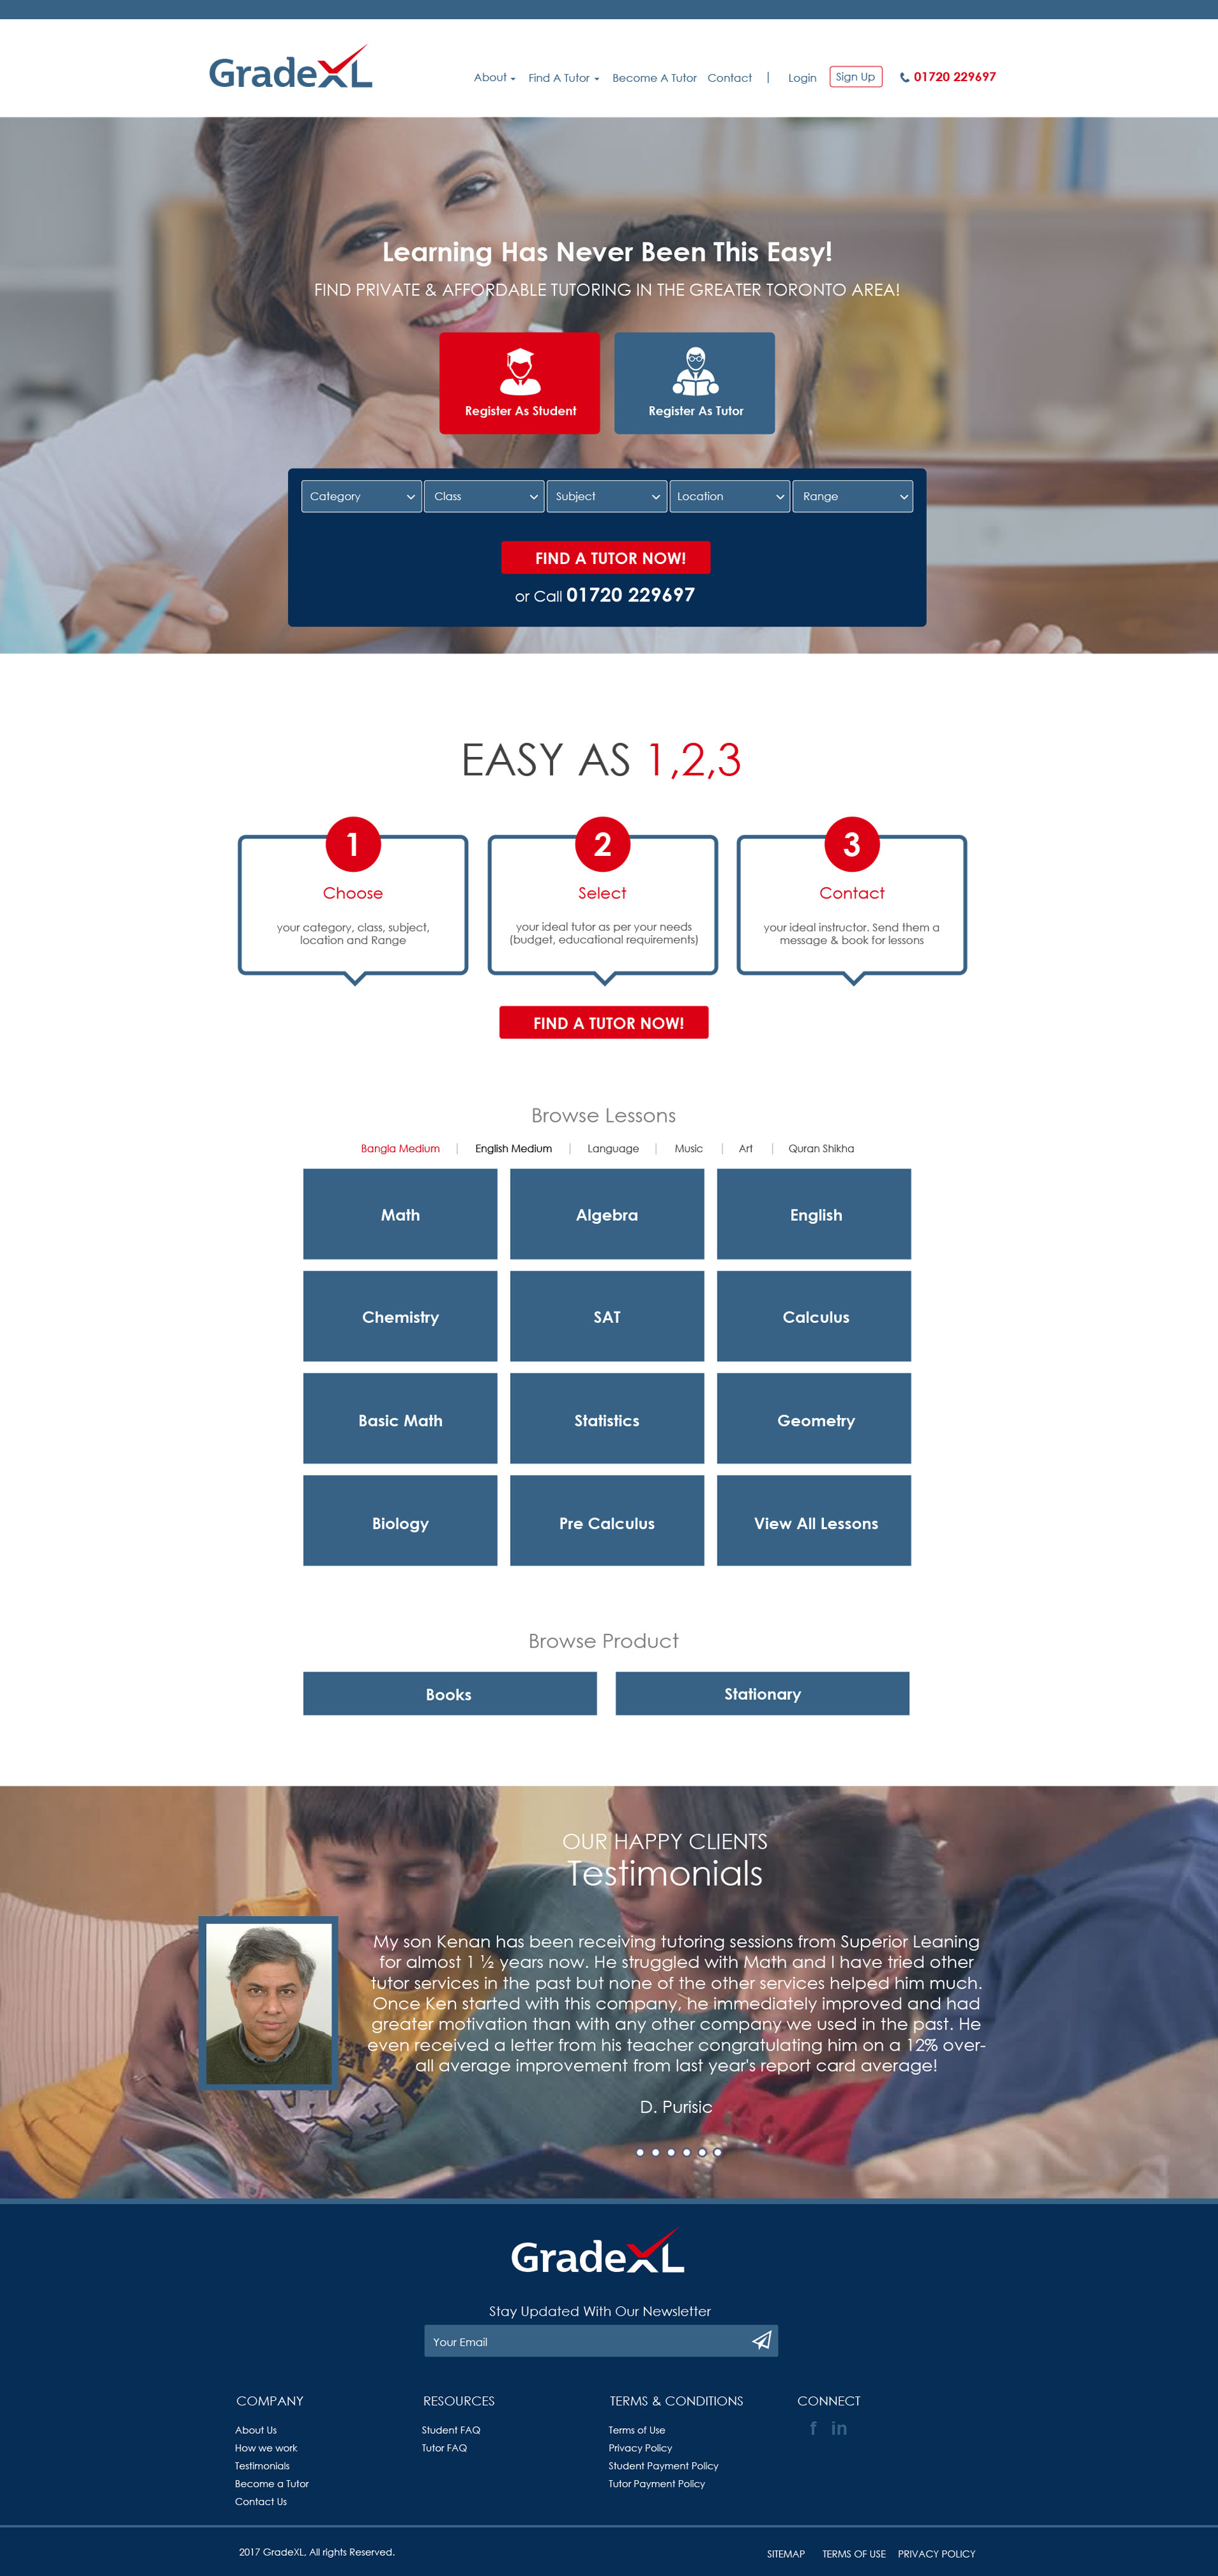 GradeXL
About Find A Tutor Become A Tutor Contact | Login Sign Up 01720 229697
Learning Has Never Been This Easy!
FIND PRIVATE & AFFORDABLE TUTORING IN THE GREATER TORONTO AREA!
Register As Student Register As Tutor
Category Class Subject Location Range
FIND A TUTOR NOW!
or Call 01720 229697
EASY AS 1,2,3
1
Choose
your category, class, subject,
location and Range
2
Select
your ideal tutor as per your needs
(budget, educational requirements)
3
Contact
your ideal instructor. Send them a
message & book for lessons
FIND A TUTOR NOW!
Browse Lessons
Bangla Medium | English Medium | Language | Music | Art | Quran Shikha
Math Algebra English
Chemistry SAT Calculus
Basic Math Statistics Geometry
Biology Pre Calculus View All Lessons
Browse Product
Books Stationary
OUR HAPPY CLIENTS
Testimonials
My son Kenan has been receiving tutoring sessions from Superior Leaning
for almost 1 ½ years now. He struggled with Math and I have tried other
tutor services in the past but none of the other services helped him much.
Once Ken started with this company, he immediately improved and had
greater motivation than with any other company we used in the past. He
even received a letter from his teacher congratulating him on a 12% over-
all average improvement from last year's report card average!
D. Purisic
GradeXL
Stay Updated With Our Newsletter
Your Email
COMPANY
About Us
How we work
Testimonials
Become a Tutor
Contact Us
RESOURCES
Student FAQ
Tutor FAQ
TERMS & CONDITIONS
Terms of Use
Privacy Policy
Student Payment Policy
Tutor Payment Policy
CONNECT
f in
2017 GradeXL, All rights Reserved.
SITEMAP TERMS OF USE PRIVACY POLICY